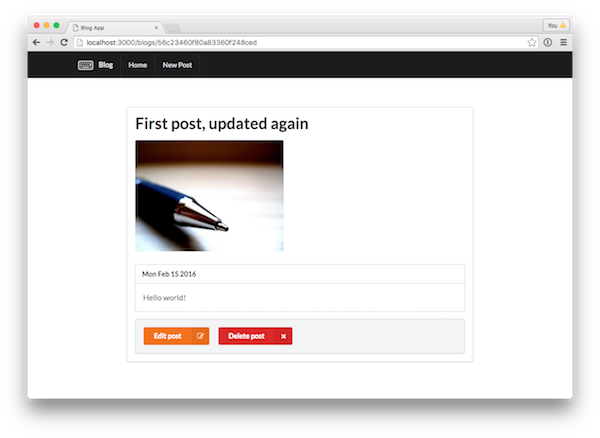 Blog App
You
localhost:3000/blogs/56c23460f80a83360f248ced
Blog Home New Post
First post, updated again
Mon Feb 15 2016
Hello world!
Edit post Delete post